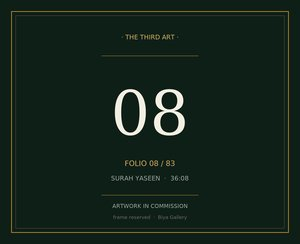 · THE THIRD ART ·
08
FOLIO 08 / 83
SURAH YASEEN · 36:08
ARTWORK IN COMMISSION
frame reserved · Biya Gallery